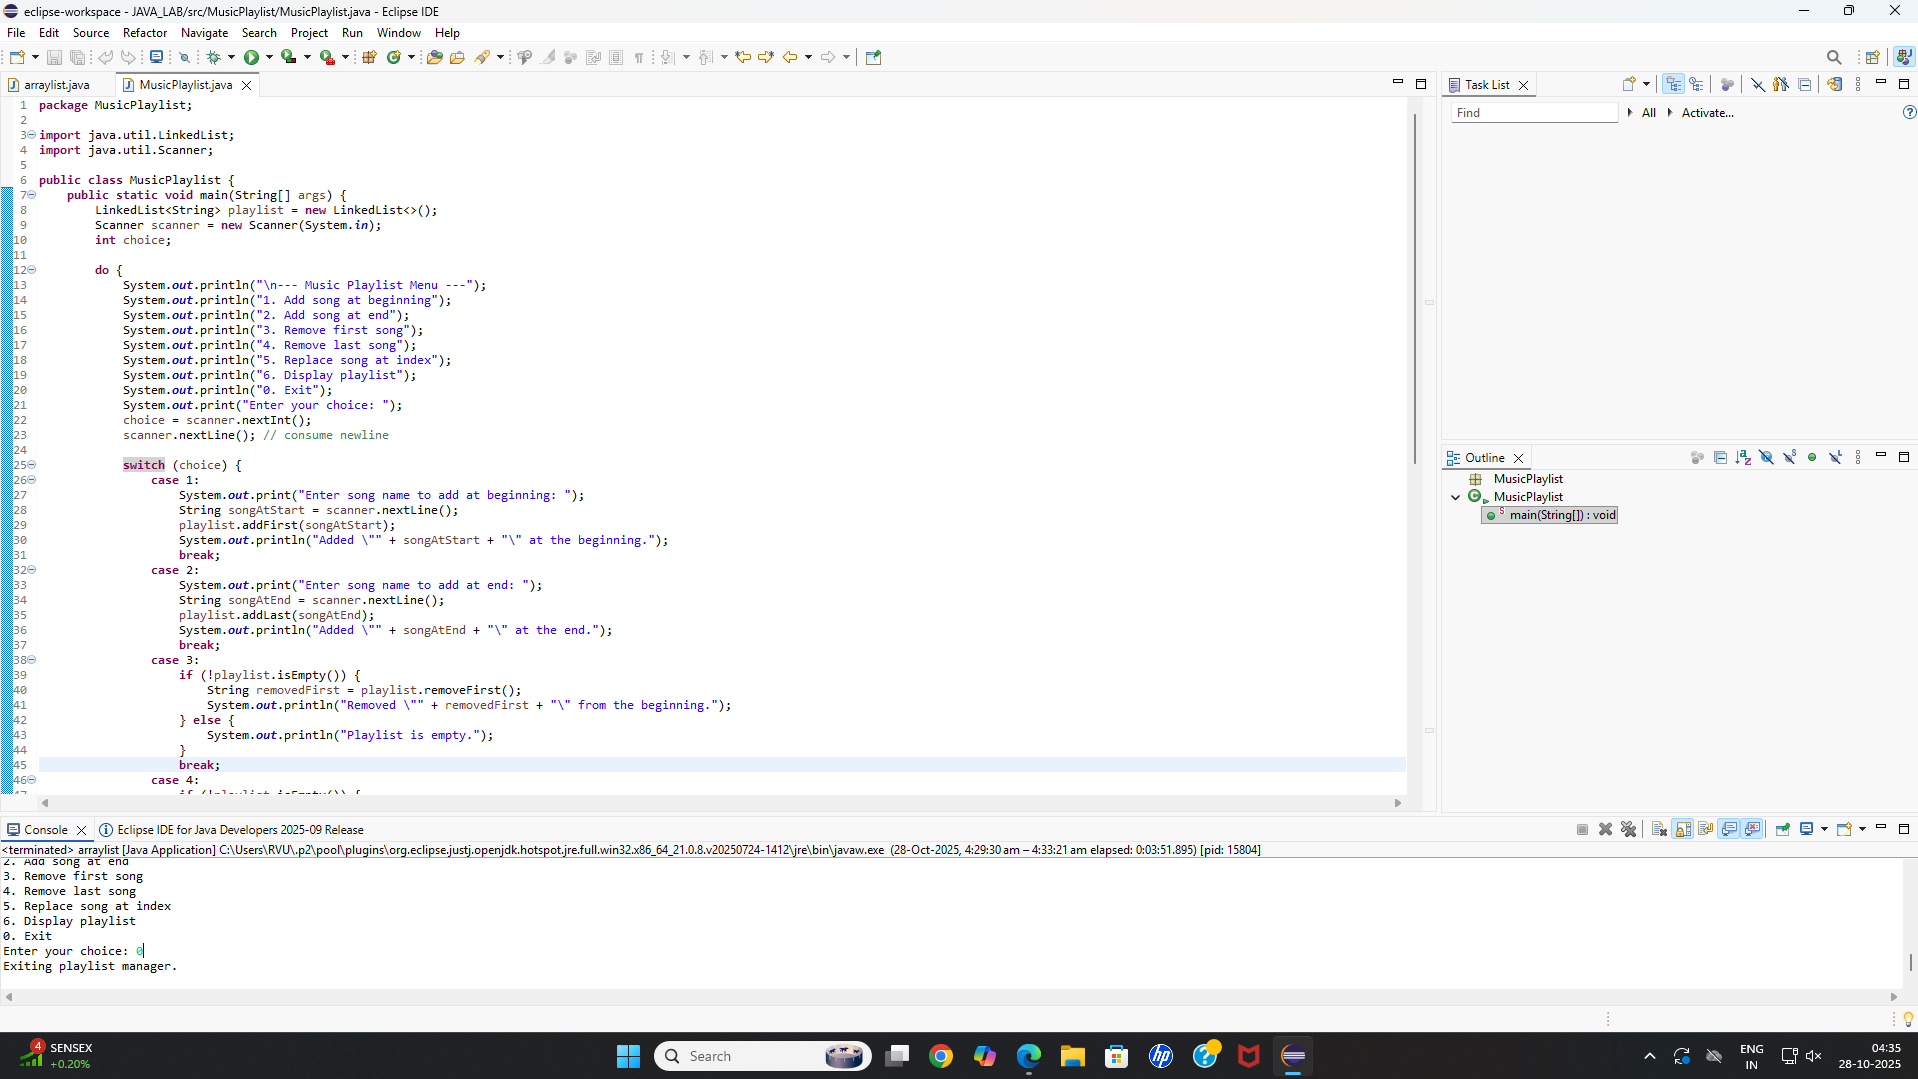 eclipse-workspace - JAVA_LAB/src/MusicPlaylist/MusicPlaylist.java - Eclipse IDE
File Edit Source Refactor Navigate Search Project Run Window Help
arraylist.java MusicPlaylist.java
1 package MusicPlaylist;
2
3 import java.util.LinkedList;
4 import java.util.Scanner;
5
6 public class MusicPlaylist {
7 public static void main(String[] args) {
8 LinkedList<String> playlist = new LinkedList<>();
9 Scanner scanner = new Scanner(System.in);
10 int choice;
11
12 do {
13 System.out.println("\n--- Music Playlist Menu ---");
14 System.out.println("1. Add song at beginning");
15 System.out.println("2. Add song at end");
16 System.out.println("3. Remove first song");
17 System.out.println("4. Remove last song");
18 System.out.println("5. Replace song at index");
19 System.out.println("6. Display playlist");
20 System.out.println("0. Exit");
21 System.out.print("Enter your choice: ");
22 choice = scanner.nextInt();
23 scanner.nextLine(); // consume newline
24
25 switch (choice) {
26 case 1:
27 System.out.print("Enter song name to add at beginning: ");
28 String songAtStart = scanner.nextLine();
29 playlist.addFirst(songAtStart);
30 System.out.println("Added \"" + songAtStart + "\" at the beginning.");
31 break;
32 case 2:
33 System.out.print("Enter song name to add at end: ");
34 String songAtEnd = scanner.nextLine();
35 playlist.addLast(songAtEnd);
36 System.out.println("Added \"" + songAtEnd + "\" at the end.");
37 break;
38 case 3:
39 if (!playlist.isEmpty()) {
40 String removedFirst = playlist.removeFirst();
41 System.out.println("Removed \"" + removedFirst + "\" from the beginning.");
42 } else {
43 System.out.println("Playlist is empty.");
44 }
45 break;
46 case 4:
47 if (!playlist.isEmpty()) {
Task List
Find All Activate...
Outline
MusicPlaylist
MusicPlaylist
main(String[]) : void
Console Eclipse IDE for Java Developers 2025-09 Release
<terminated> arraylist [Java Application] C:\Users\RVU\.p2\pool\plugins\org.eclipse.justj.openjdk.hotspot.jre.full.win32.x86_64_21.0.8.v20250724-1412\jre\bin\javaw.exe (28-Oct-2025, 4:29:30 am – 4:33:21 am elapsed: 0:03:51.895) [pid: 15804]
2. Add song at end
3. Remove first song
4. Remove last song
5. Replace song at index
6. Display playlist
0. Exit
Enter your choice: 0
Exiting playlist manager.
4 SENSEX
+0.20%
Search
ENG
IN
04:35
28-10-2025